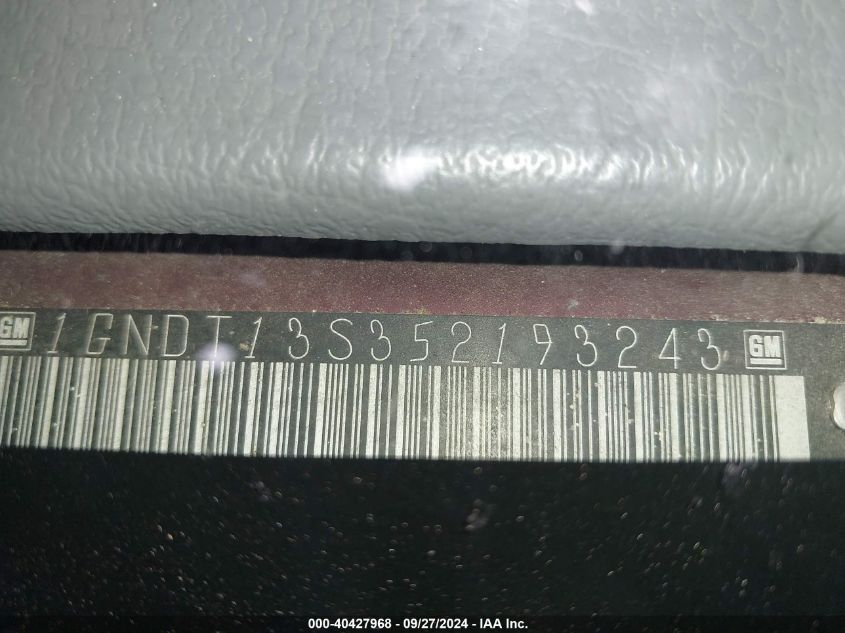 GM 1GNDT13S352193243 GM
000-40427968 - 09/27/2024 - IAA Inc.